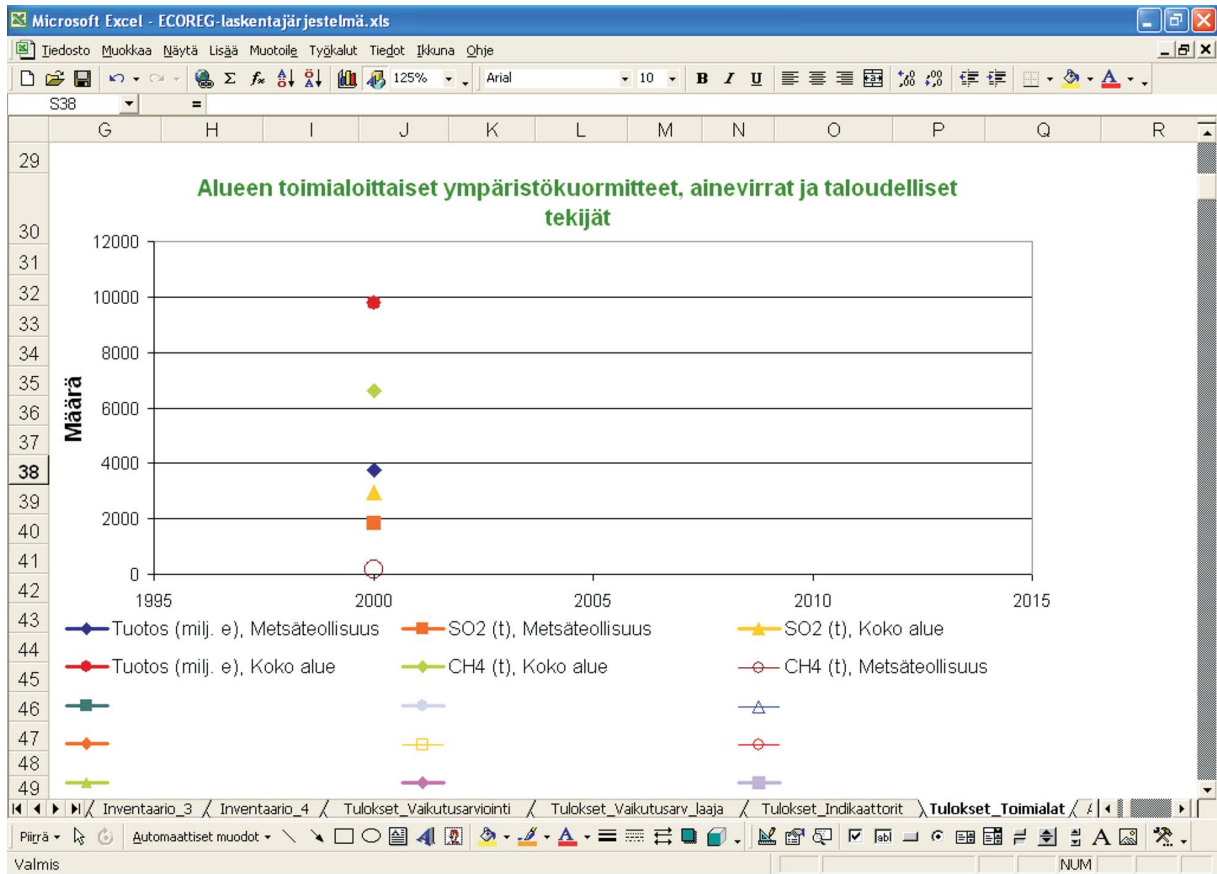 Microsoft Excel - ECOREG-laskentajärjestelmä.xls
Tiedosto Muokkaa Näytä Lisää Muotoile Työkalut Tiedot Ikkuna Ohje
125% Arial 10 B I U
S38 =
G H I J K L M N O P Q R
29
Alueen toimialoittaiset ympäristökuormitteet, ainevirrat ja taloudelliset
tekijät
30
12000
31
32
10000
33
34
8000
35
Määrä
36
6000
37
38
4000
39
40
2000
41
0
42
1995 2000 2005 2010 2015
43
Tuotos (milj. e), Metsäteollisuus SO2 (t), Metsäteollisuus SO2 (t), Koko alue
44
Tuotos (milj. e), Koko alue CH4 (t), Koko alue CH4 (t), Metsäteollisuus
45
46
47
48
49
Inventaario_3 / Inventaario_4 / Tulokset_Vaikutusarviointi / Tulokset_Vaikutusarv_laaja / Tulokset_Indikaattorit \ Tulokset_Toimialat /
Piirrä Automaattiset muodot
Valmis NUM